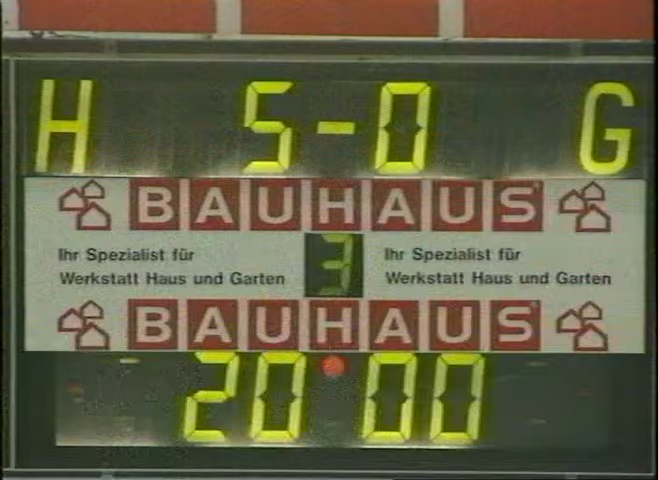 H 5-0 G
BAUHAUS
Ihr Spezialist für
Werkstatt Haus und Garten
3
Ihr Spezialist für
Werkstatt Haus und Garten
BAUHAUS
20:00